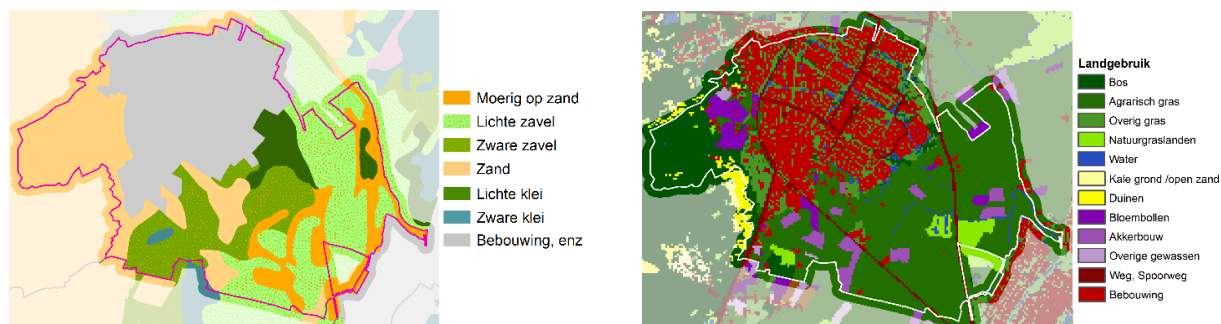 Moerig op zand
Lichte zavel
Zware zavel
Zand
Lichte klei
Zware klei
Bebouwing, enz
Landgebruik
Bos
Agrarisch gras
Overig gras
Natuurgraslanden
Water
Kale grond /open zand
Duinen
Bloembollen
Akkerbouw
Overige gewassen
Weg, Spoorweg
Bebouwing